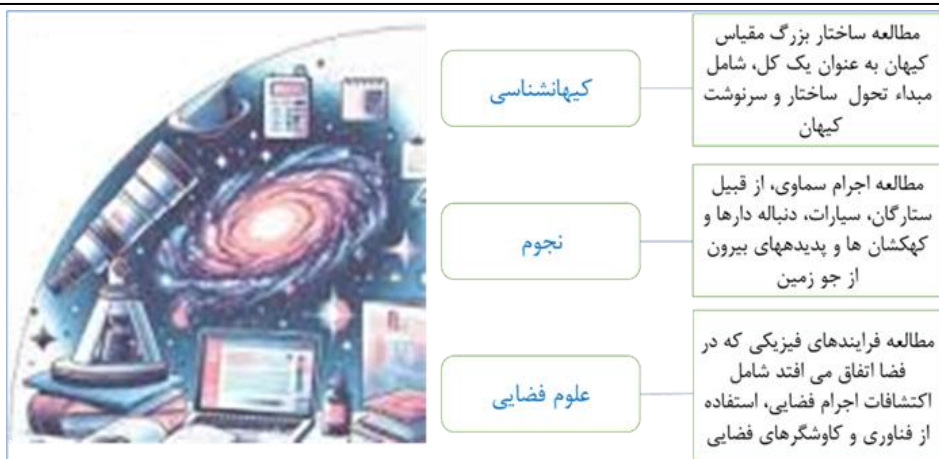 مطالعه ساختار بزرگ مقیاس
کیهان به عنوان یک کل، شامل
مبداء تحول ساختار و سرنوشت
کیهان
کیهانشناسی
مطالعه اجرام سماوی، از قبیل
ستارگان، سیارات، دنباله دارها و
کهکشان ها و پدیدههای بیرون
از جو زمین
نجوم
مطالعه فرایندهای فیزیکی که در
فضا اتفاق می افتد شامل
اکتشافات اجرام فضایی، استفاده
از فناوری و کاوشگرهای فضایی
علوم فضایی